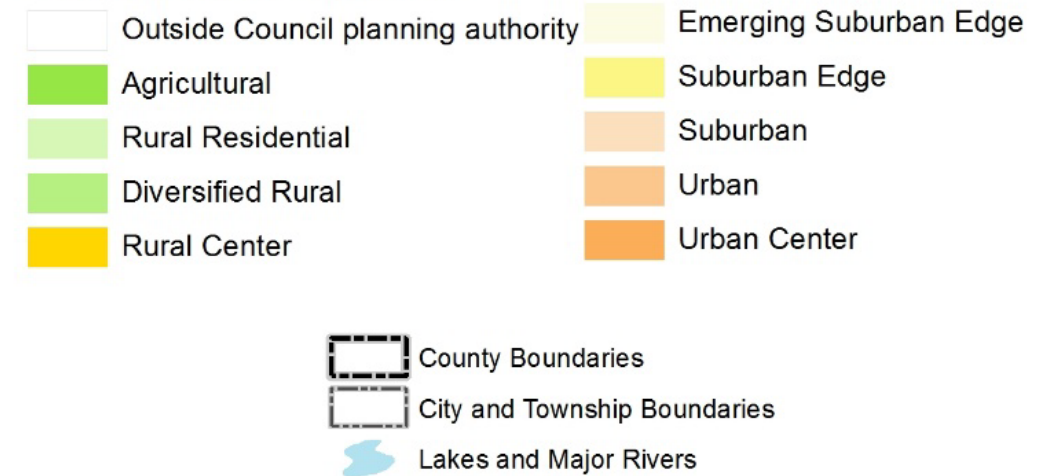 Outside Council planning authority
Agricultural
Rural Residential
Diversified Rural
Rural Center
Emerging Suburban Edge
Suburban Edge
Suburban
Urban
Urban Center
County Boundaries
City and Township Boundaries
Lakes and Major Rivers